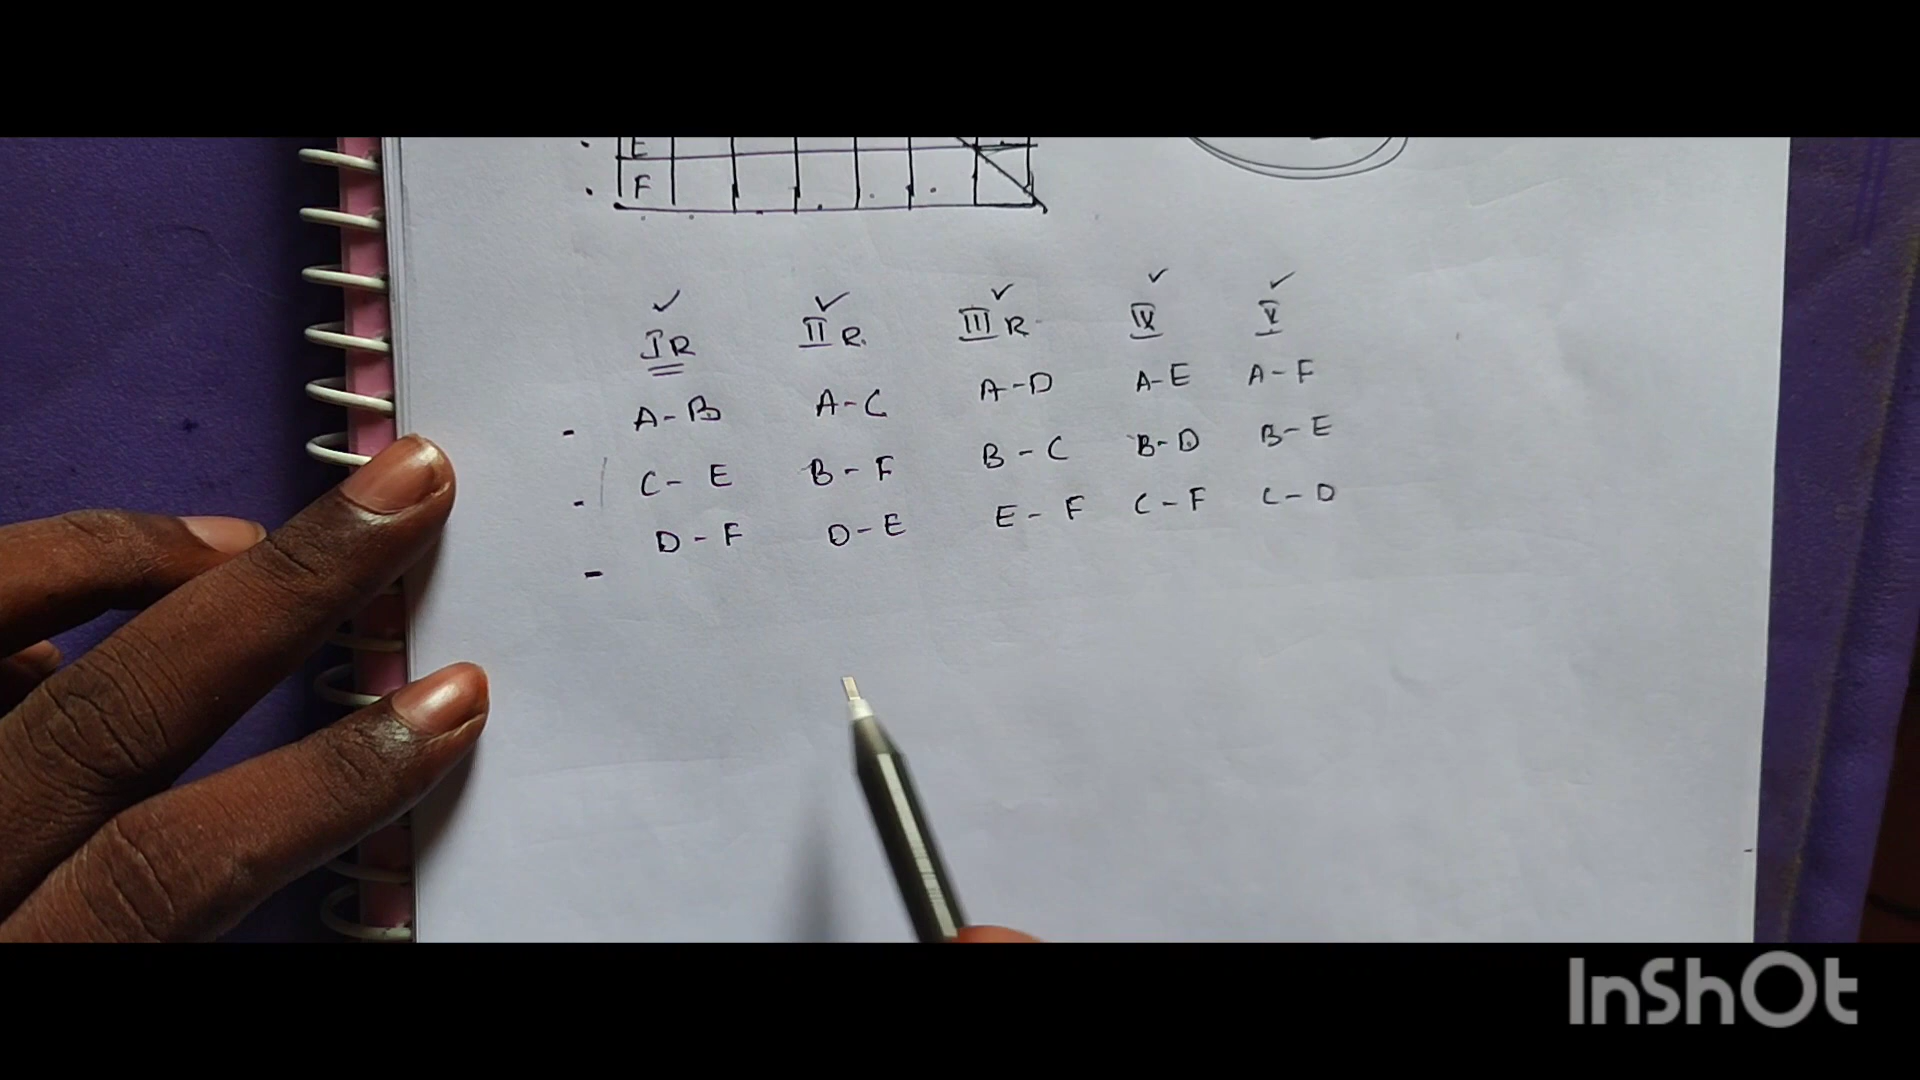 E
F
I R II R. III R IV V
A-B A-C A-D A-E A-F
C-E B-F B-C B-D B-E
D-F D-E E-F C-F C-D
InShOt